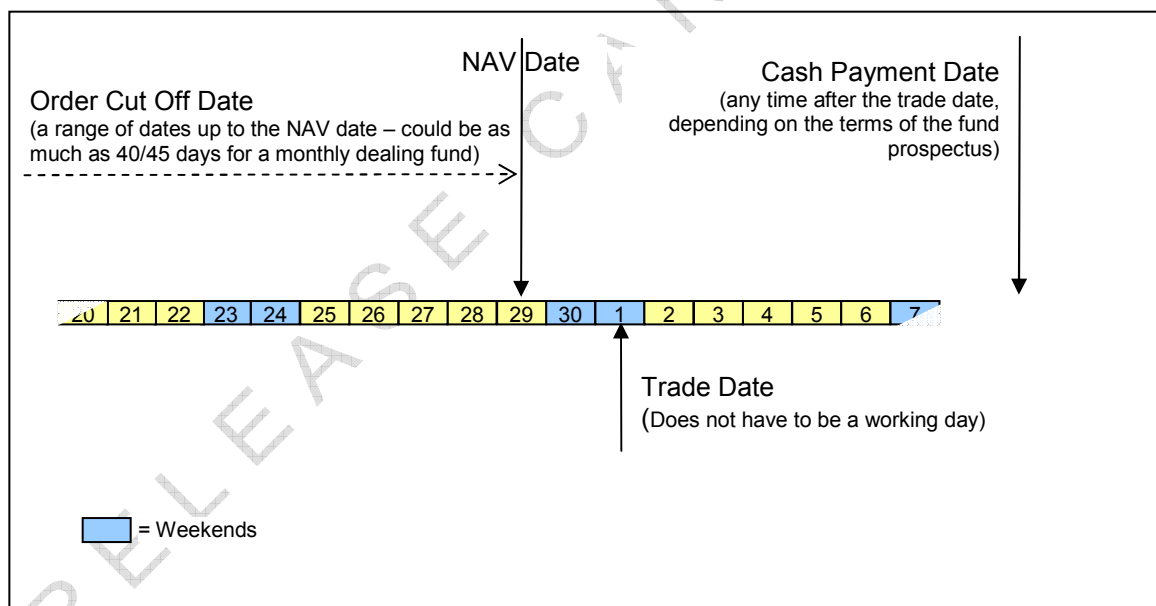 NAV Date
Order Cut Off Date
(a range of dates up to the NAV date – could be as
much as 40/45 days for a monthly dealing fund)
Cash Payment Date
(any time after the trade date,
depending on the terms of the fund
prospectus)
20 21 22 23 24 25 26 27 28 29 30 1 2 3 4 5 6 7
Trade Date
(Does not have to be a working day)
= Weekends
RELEASE CAN